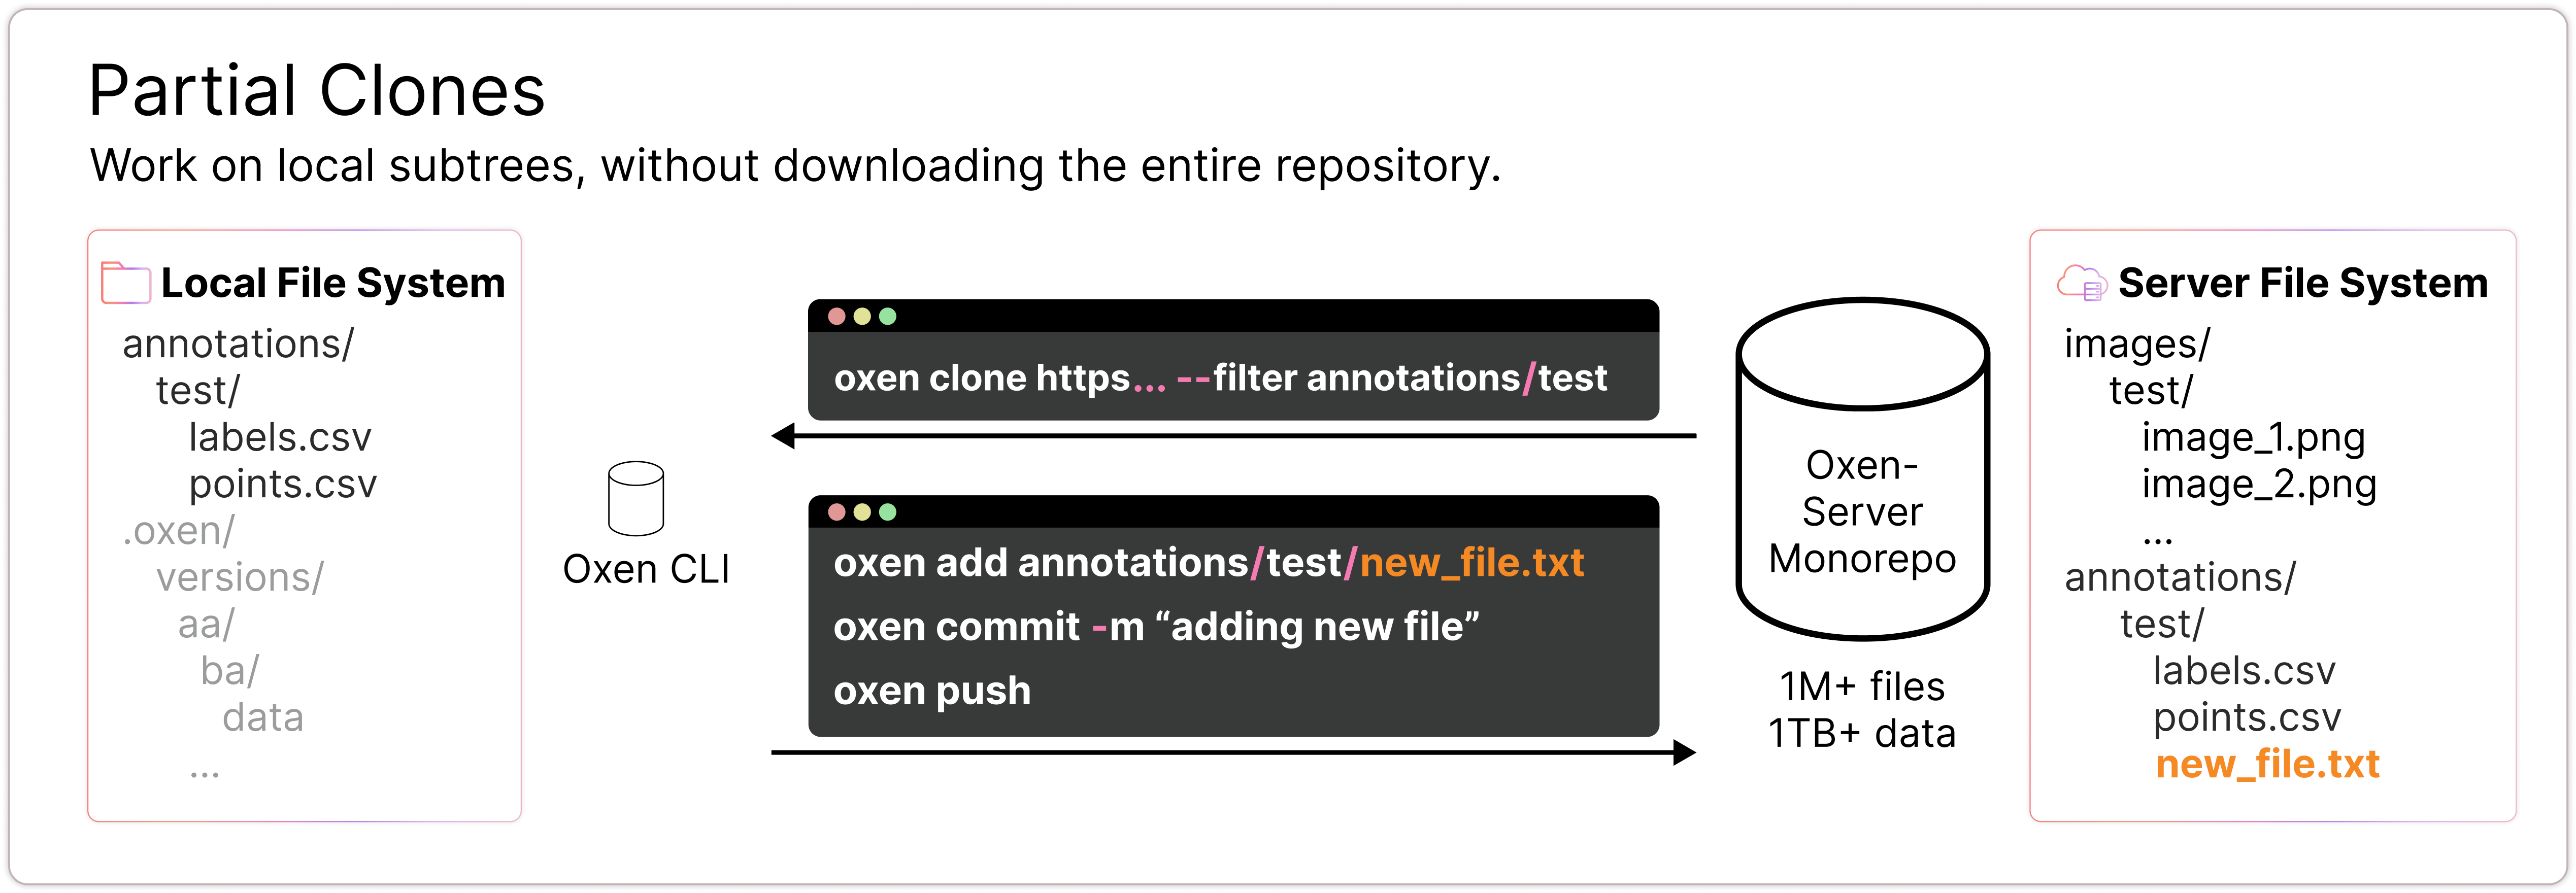 Partial Clones
Work on local subtrees, without downloading the entire repository.
Local File System
annotations/
test/
labels.csv
points.csv
.oxen/
versions/
aa/
ba/
data
...
Oxen CLI
oxen clone https... --filter annotations/test
oxen add annotations/test/new_file.txt
oxen commit -m “adding new file”
oxen push
Oxen-
Server
Monorepo
1M+ files
1TB+ data
Server File System
images/
test/
image_1.png
image_2.png
...
annotations/
test/
labels.csv
points.csv
new_file.txt